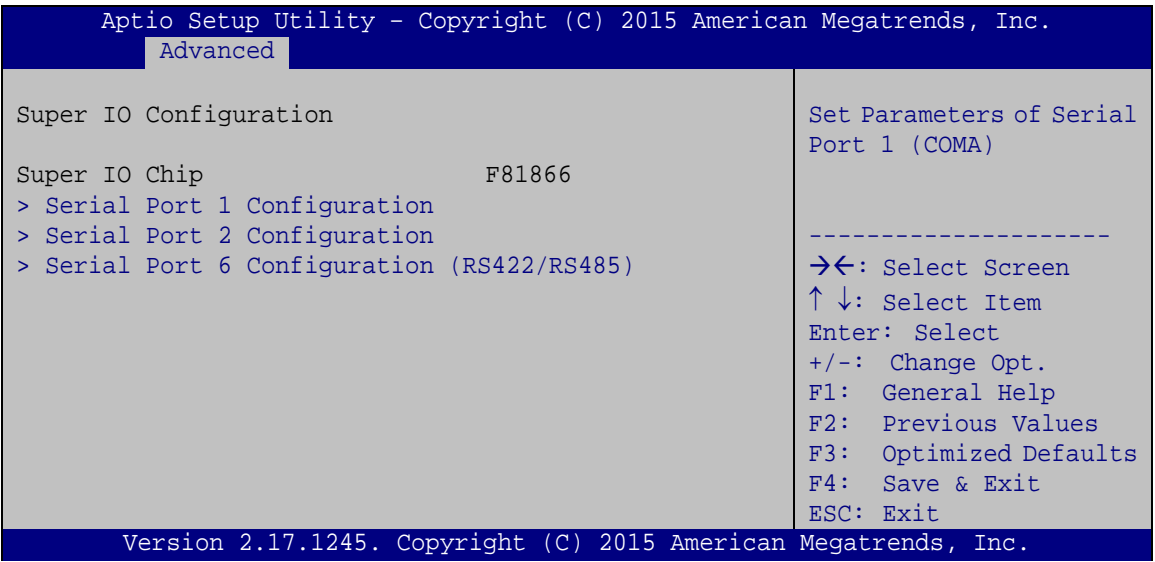 Aptio Setup Utility – Copyright (C) 2015 American Megatrends, Inc.
Advanced
Super IO Configuration
Super IO Chip F81866
> Serial Port 1 Configuration
> Serial Port 2 Configuration
> Serial Port 6 Configuration (RS422/RS485)
Set Parameters of Serial
Port 1 (COMA)
---------------------
→←: Select Screen
↑ ↓: Select Item
Enter: Select
+/-: Change Opt.
F1: General Help
F2: Previous Values
F3: Optimized Defaults
F4: Save & Exit
ESC: Exit
Version 2.17.1245. Copyright (C) 2015 American Megatrends, Inc.